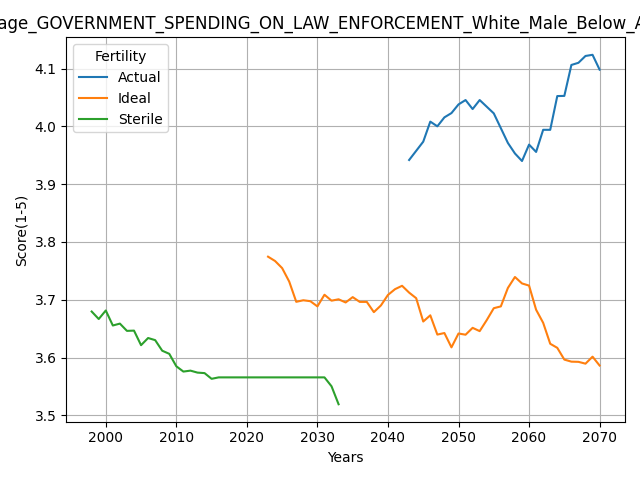 age_GOVERNMENT_SPENDING_ON_LAW_ENFORCEMENT_White_Male_Below_A
Fertility
Actual
Ideal
Sterile
Score(1-5)
4.1
4.0
3.9
3.8
3.7
3.6
3.5
2000 2010 2020 2030 2040 2050 2060 2070
Years